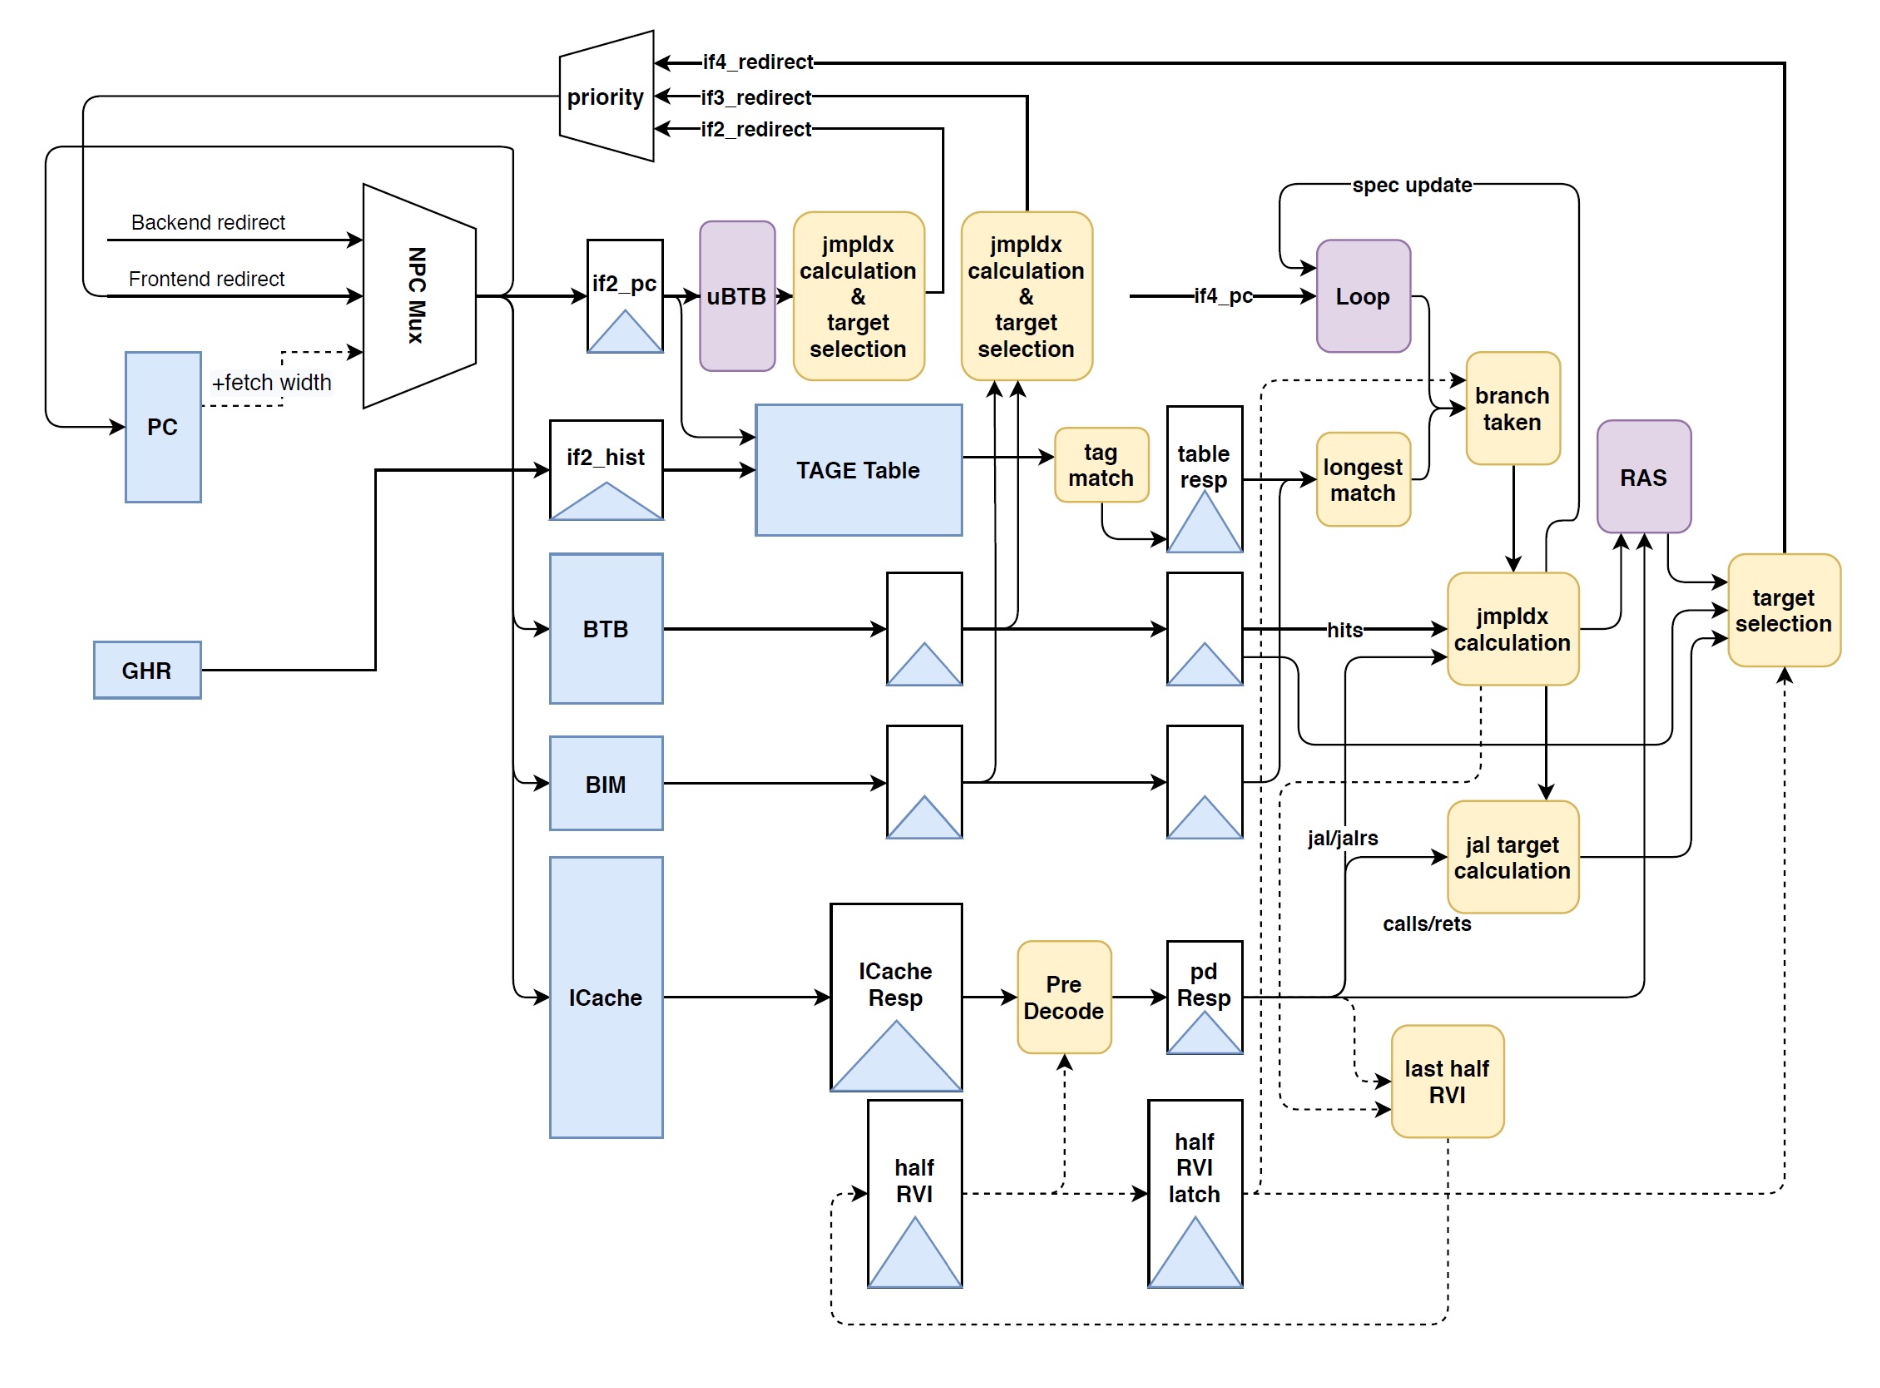 if4_redirect
priority
if3_redirect
if2_redirect
spec update
Backend redirect
Frontend redirect
NPC Mux
+fetch width
PC
if2_pc
uBTB
jmpIdx
calculation
&
target
selection
jmpIdx
calculation
&
target
selection
if4_pc
Loop
branch
taken
if2_hist
TAGE Table
tag
match
table
resp
longest
match
RAS
GHR
BTB
hits
jmpIdx
calculation
target
selection
BIM
jal/jalrs
jal target
calculation
calls/rets
ICache
ICache
Resp
Pre
Decode
pd
Resp
last half
RVI
half
RVI
half
RVI
latch